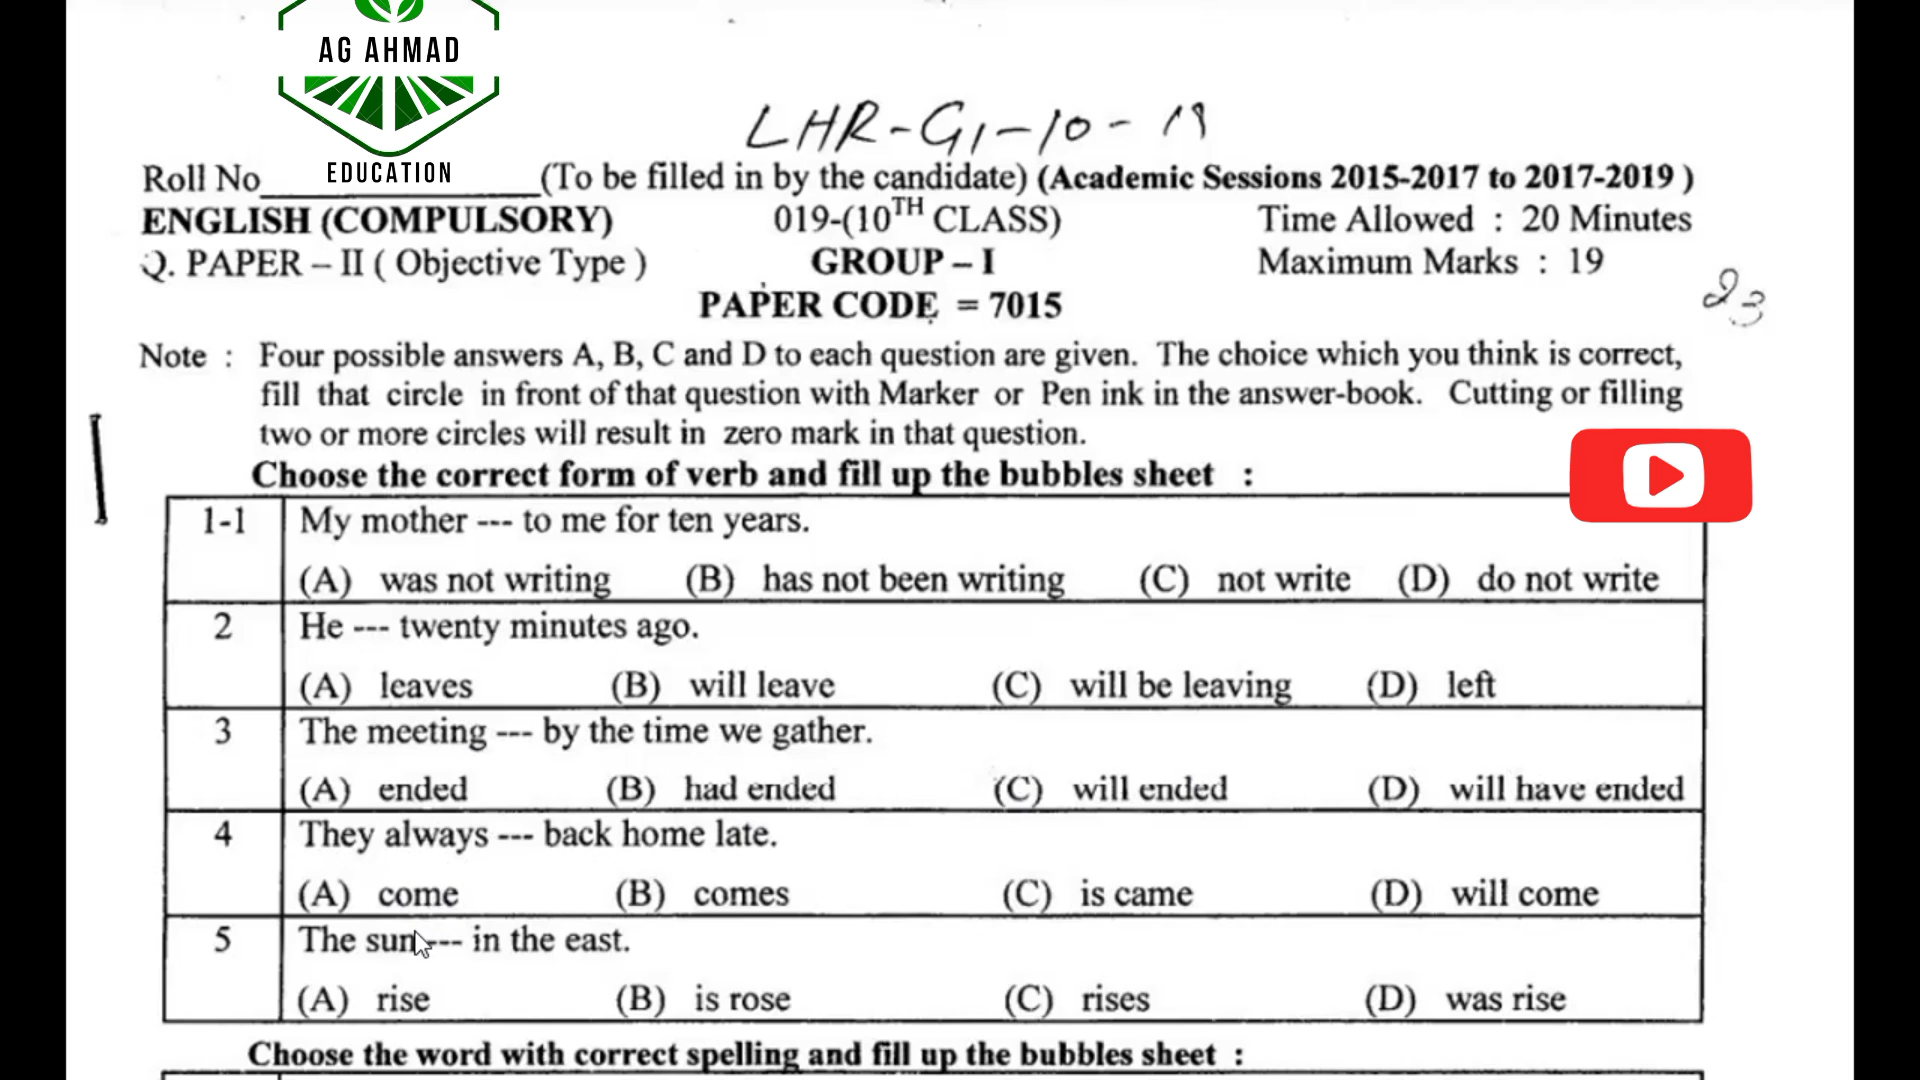 AG AHMAD
EDUCATION
LHR-G1-10-19
Roll No__________(To be filled in by the candidate) (Academic Sessions 2015-2017 to 2017-2019 )
ENGLISH (COMPULSORY) 019-(10TH CLASS) Time Allowed : 20 Minutes
Q. PAPER – II ( Objective Type ) GROUP – I Maximum Marks : 19
23
PAPER CODE = 7015
Note : Four possible answers A, B, C and D to each question are given. The choice which you think is correct,
fill that circle in front of that question with Marker or Pen ink in the answer-book. Cutting or filling
two or more circles will result in zero mark in that question.
Choose the correct form of verb and fill up the bubbles sheet :
1-1 My mother --- to me for ten years.
(A) was not writing (B) has not been writing (C) not write (D) do not write
2 He --- twenty minutes ago.
(A) leaves (B) will leave (C) will be leaving (D) left
3 The meeting --- by the time we gather.
(A) ended (B) had ended (C) will ended (D) will have ended
4 They always --- back home late.
(A) come (B) comes (C) is came (D) will come
5 The sun --- in the east.
(A) rise (B) is rose (C) rises (D) was rise
Choose the word with correct spelling and fill up the bubbles sheet :